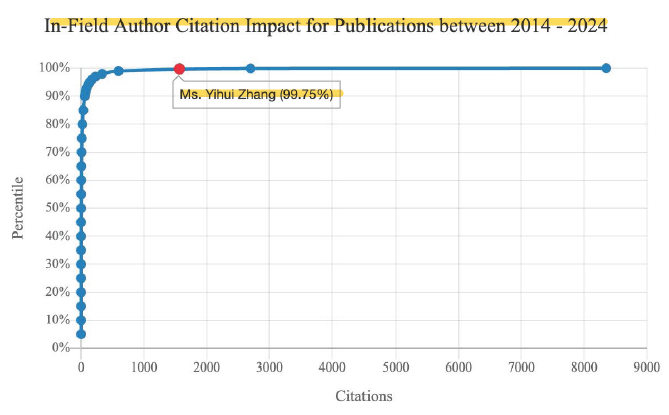 In-Field Author Citation Impact for Publications between 2014 - 2024
100%
90%
80%
70%
60%
50%
40%
30%
20%
10%
0%
Percentile
Ms. Yihui Zhang (99.75%)
0 1000 2000 3000 4000 5000 6000 7000 8000 9000
Citations